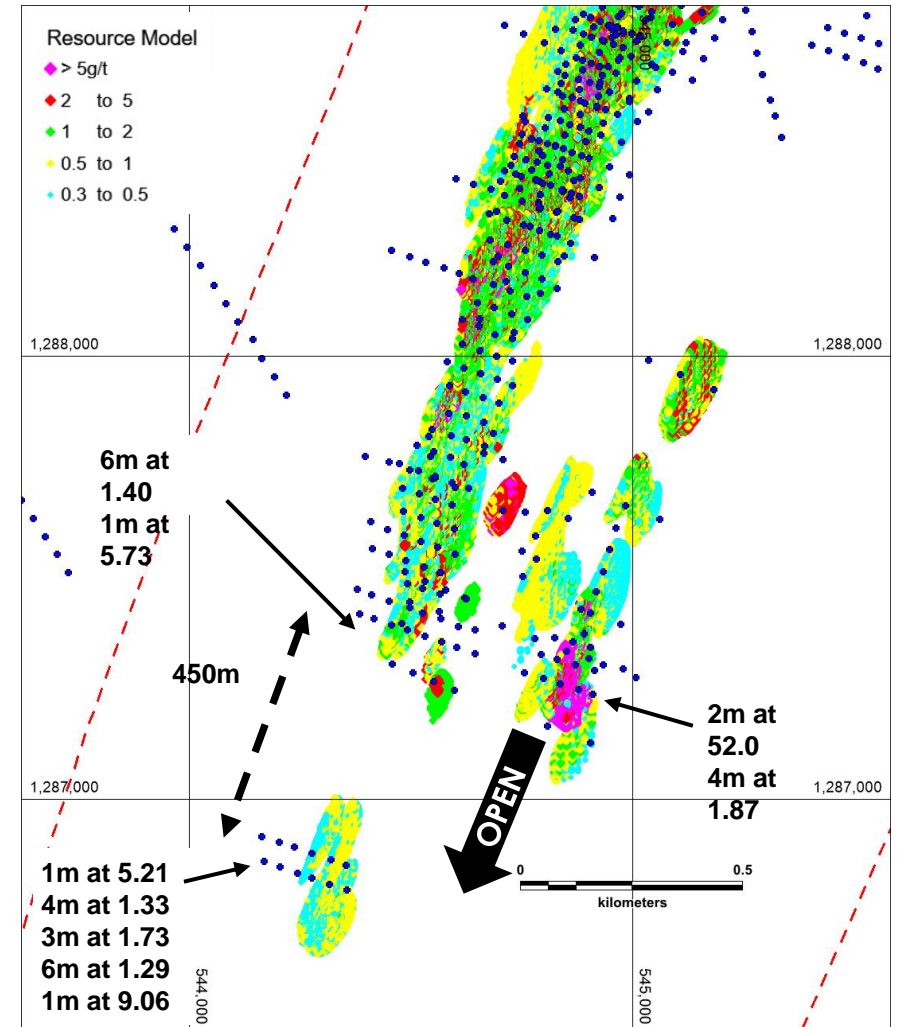 Resource Model
> 5g/t
2 to 5
1 to 2
0.5 to 1
0.3 to 0.5
545,000
1,288,000
1,288,000
6m at
1.40
1m at
5.73
450m
2m at
52.0
4m at
1.87
1,287,000
1,287,000
OPEN
0
0.5
kilometers
1m at 5.21
4m at 1.33
3m at 1.73
6m at 1.29
1m at 9.06
544,000
545,000